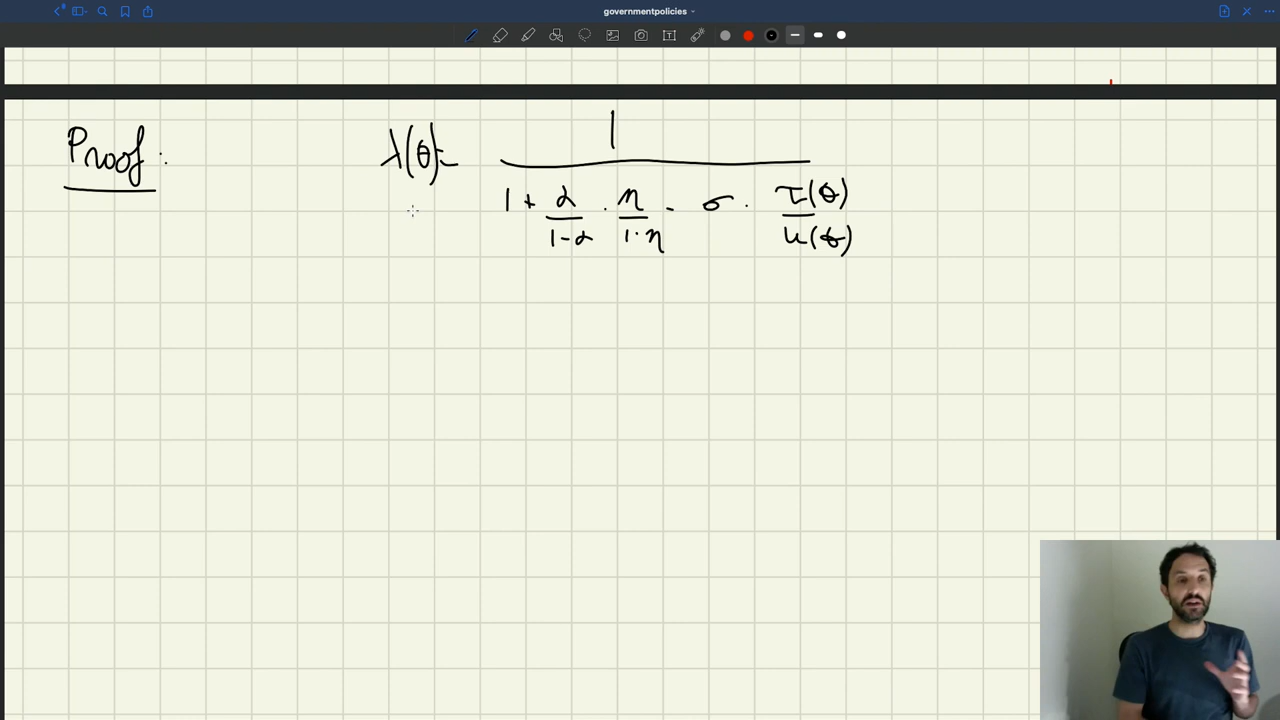 governmentpolicies
Proof :
λ(θ) = 1
1 + α/1-α · η/1·η · σ · τ(θ)/u(θ)